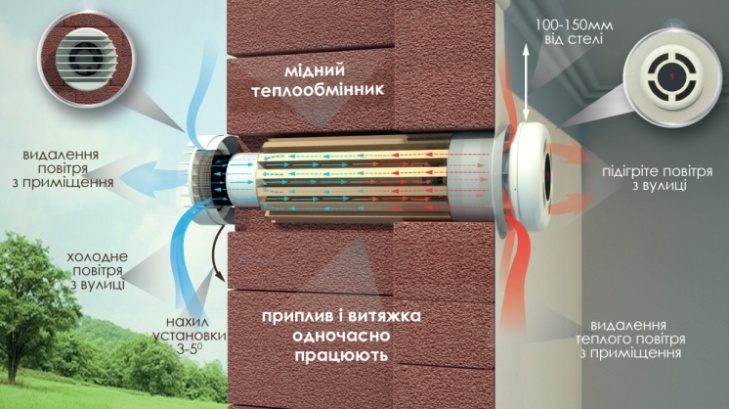 100-150мм
від стелі
мідний
теплообмінник
видалення
повітря
з приміщення
підігріте повітря
з вулиці
холодне
повітря
з вулиці
нахил
установки
3-5⁰
приплив і витяжка
одночасно
працюють
видалення
теплого повітря
з приміщення